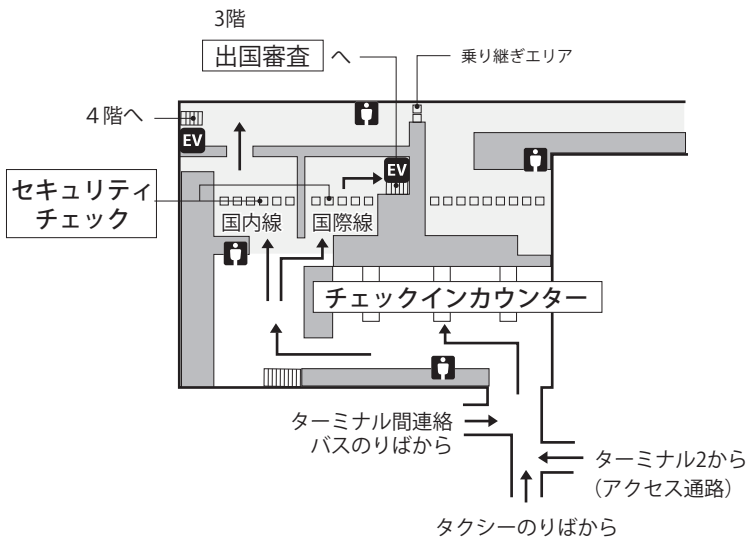 3階
出国審査 へ
乗り継ぎエリア
4階へ
EV
EV
セキュリティ
チェック
国内線
国際線
チェックインカウンター
ターミナル間連絡
バスのりばから
ターミナル2から
（アクセス通路）
タクシーのりばから